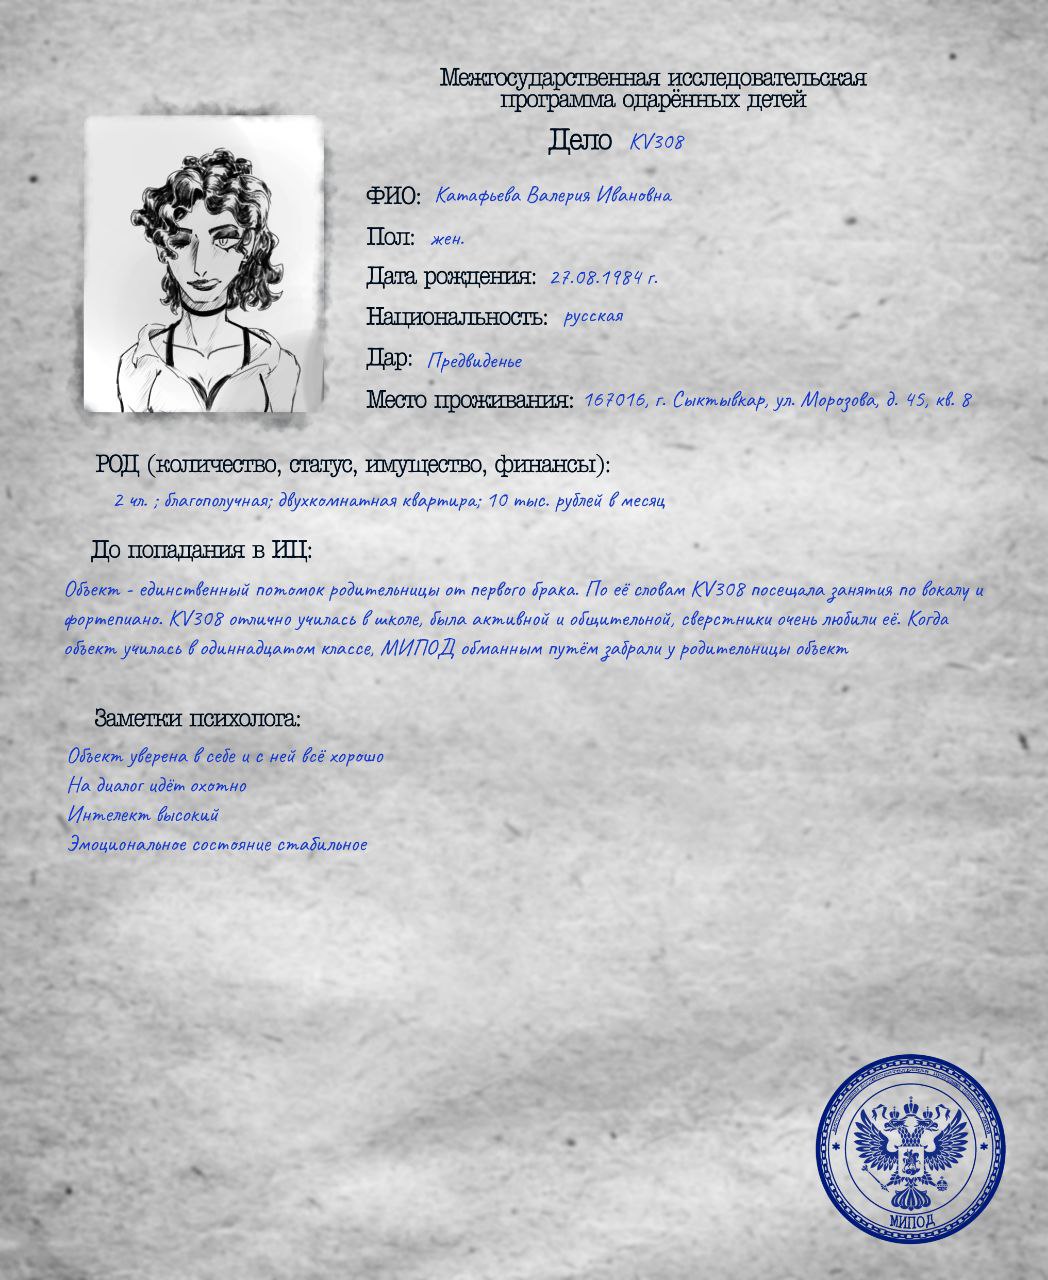 Межгосударственная исследовательская
программа одарённых детей
Дело KV308
ФИО: Катафьева Валерия Ивановна
Пол: жен.
Дата рождения: 27.08.1984 г.
Национальность: русская
Дар: Предвиденье
Место проживания: 167016, г. Сыктывкар, ул. Морозова, д. 45, кв. 8
РОД (количество, статус, имущество, финансы):
2 чл. ; благополучная; двухкомнатная квартира; 10 тыс. рублей в месяц
До попадания в ИЦ:
Объект - единственный потомок родительницы от первого брака. По её словам KV308 посещала занятия по вокалу и
фортепиано. KV308 отлично училась в школе, была активной и общительной, сверстники очень любили её. Когда
объект училась в одиннадцатом классе, МИПОД обманным путём забрали у родительницы объект
Заметки психолога:
Объект уверена в себе и с ней всё хорошо
На диалог идёт охотно
Интелект высокий
Эмоциональное состояние стабильное
МИПОД